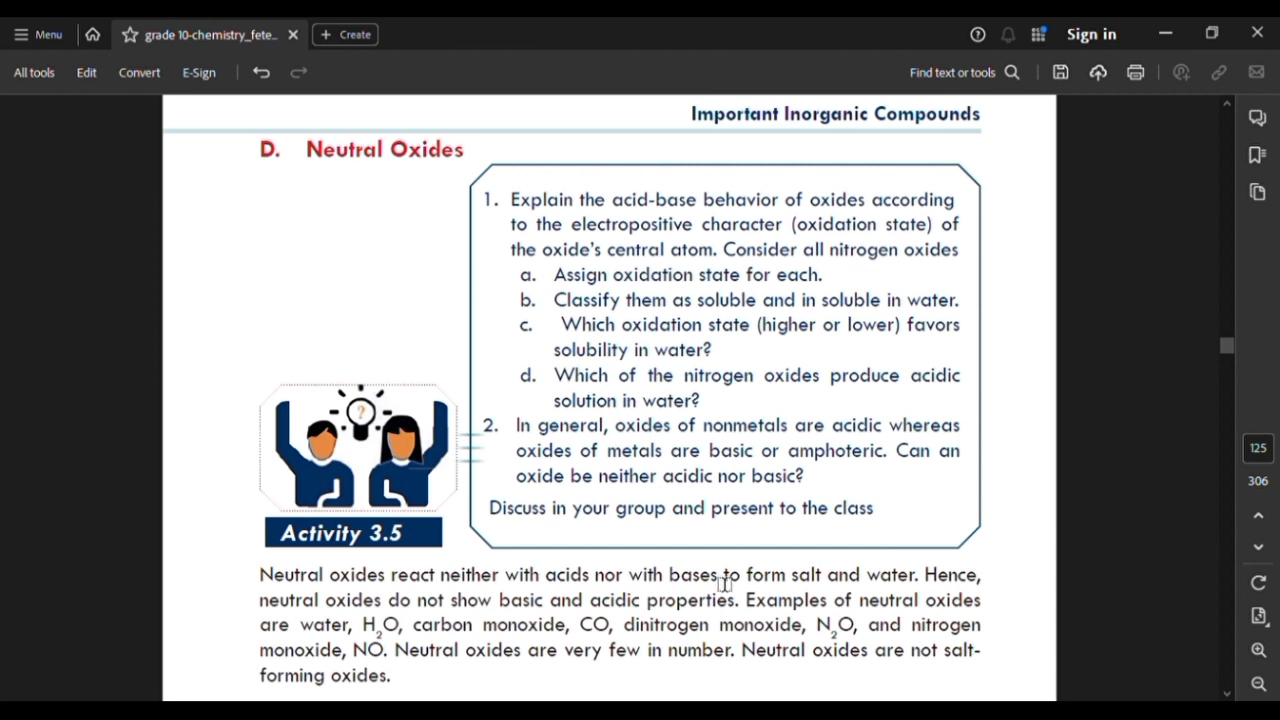 Menu
grade 10-chemistry_fete...
Create
Sign in
All tools
Edit
Convert
E-Sign
Find text or tools
Important Inorganic Compounds
D. Neutral Oxides
1. Explain the acid-base behavior of oxides according
to the electropositive character (oxidation state) of
the oxide's central atom. Consider all nitrogen oxides
a. Assign oxidation state for each.
b. Classify them as soluble and in soluble in water.
c. Which oxidation state (higher or lower) favors
solubility in water?
d. Which of the nitrogen oxides produce acidic
solution in water?
2. In general, oxides of nonmetals are acidic whereas
oxides of metals are basic or amphoteric. Can an
oxide be neither acidic nor basic?
Discuss in your group and present to the class
?
Activity 3.5
Neutral oxides react neither with acids nor with bases to form salt and water. Hence,
neutral oxides do not show basic and acidic properties. Examples of neutral oxides
are water, H₂O, carbon monoxide, CO, dinitrogen monoxide, N₂O, and nitrogen
monoxide, NO. Neutral oxides are very few in number. Neutral oxides are not salt-
forming oxides.
125
306